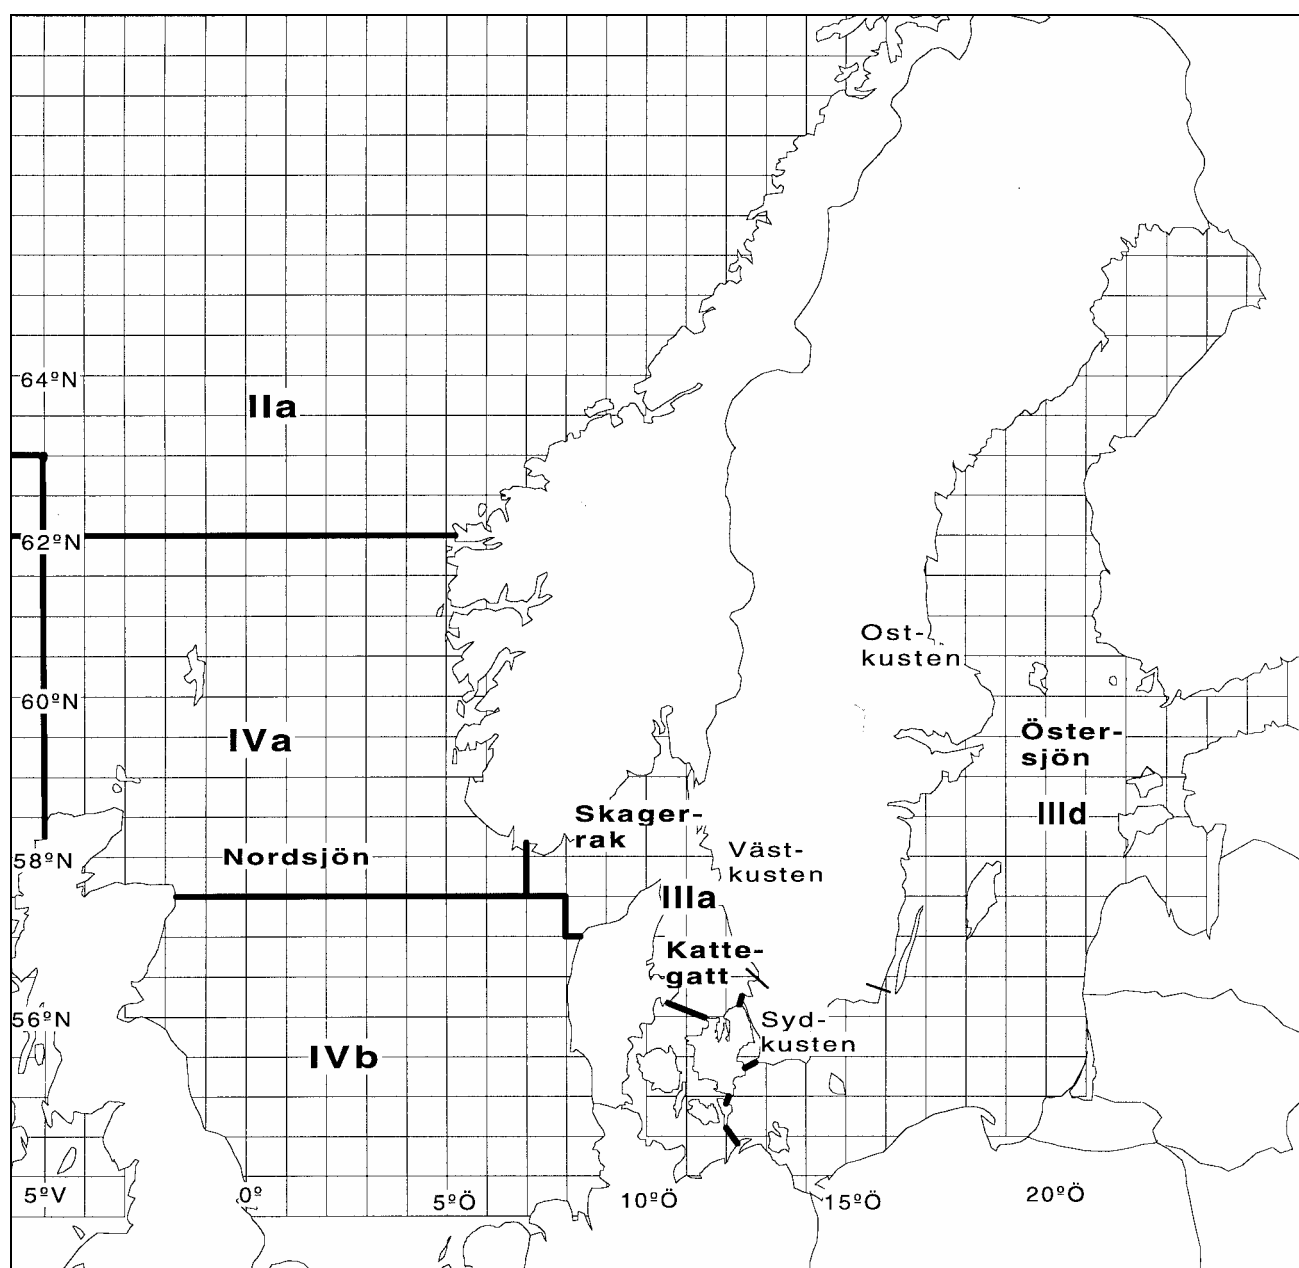 64ºN
IIa
62ºN
Ost-
kusten
60ºN
IVa
Öster-
sjön
Skager-
rak
IIId
58ºN
Nordsjön
Väst-
kusten
IIIa
Katte-
gatt
56ºN
Syd-
kusten
IVb
5ºV
0º
5ºÖ
10ºÖ
15ºÖ
20ºÖ